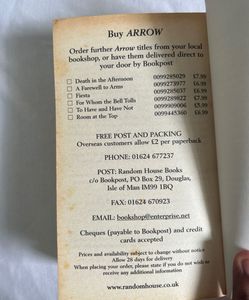 Buy ARROW
Order further Arrow titles from your local
bookshop, or have them delivered direct to
your door by Bookpost
Death in the Afternoon 0099285029 £7.99
A Farewell to Arms 0099273977 £6.99
Fiesta 0099285037 £6.99
For Whom the Bell Tolls 0099289822 £7.99
To Have and Have Not 0099909006 £5.99
Room at the Top 0099445360 £6.99
FREE POST AND PACKING
Overseas customers allow £2 per paperback
PHONE: 01624 677237
POST: Random House Books
c/o Bookpost, PO Box 29, Douglas,
Isle of Man IM99 1BQ
FAX: 01624 670923
EMAIL: bookshop@enterprise.net
Cheques (payable to Bookpost) and credit
cards accepted
Prices and availability subject to change without notice
Allow 28 days for delivery
When placing your order, please state if you do not wish to
receive any additional information.
www.randomhouse.co.uk